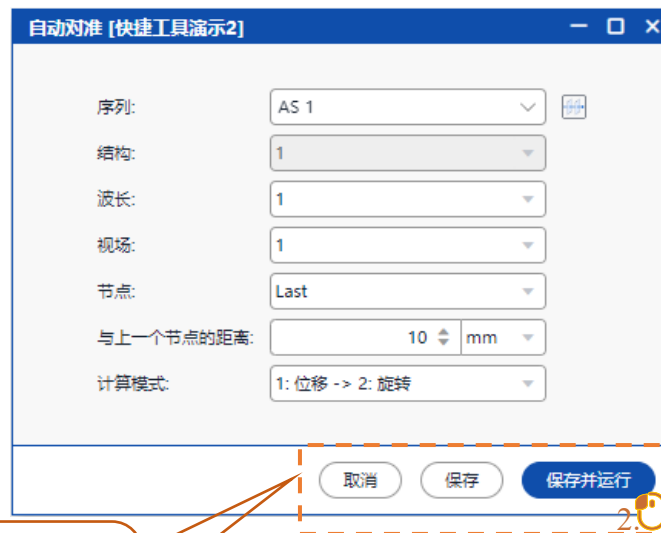 自动对准 [快捷工具演示2]
序列: AS 1
结构: 1
波长: 1
视场: 1
节点: Last
与上一个节点的距离: 10 mm
计算模式: 1: 位移 -> 2: 旋转
取消 保存 保存并运行
2.